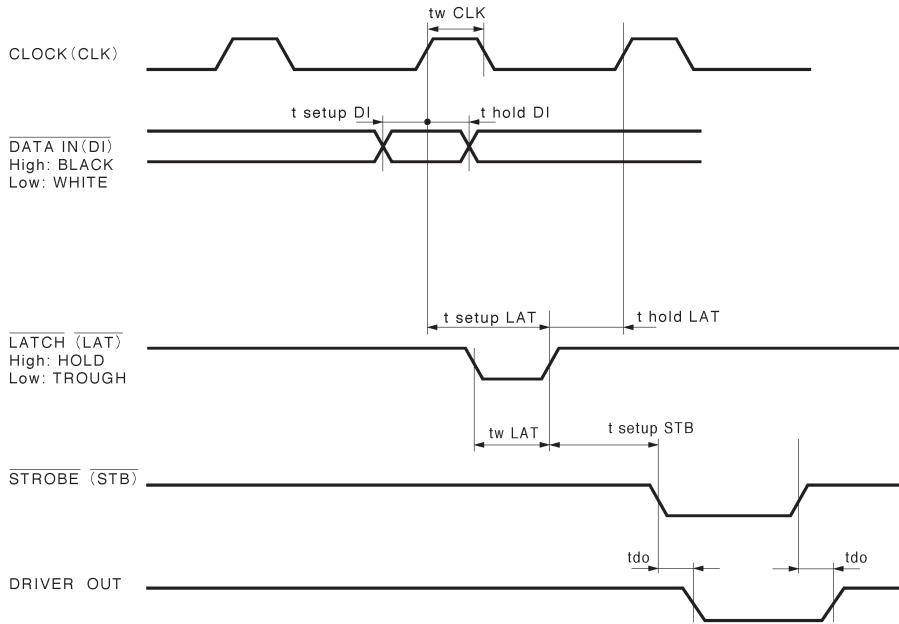 tw CLK
CLOCK(CLK)
t setup DI
t hold DI
DATA IN(DI)
High: BLACK
Low: WHITE
t setup LAT
t hold LAT
LATCH (LAT)
High: HOLD
Low: TROUGH
tw LAT
t setup STB
STROBE (STB)
tdo
tdo
DRIVER OUT